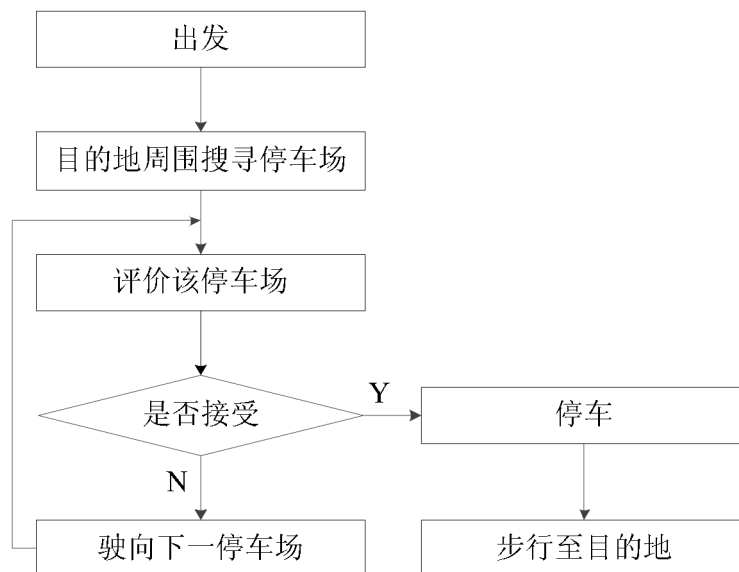 出发
目的地周围搜寻停车场
评价该停车场
是否接受
Y
停车
N
驶向下一停车场
步行至目的地